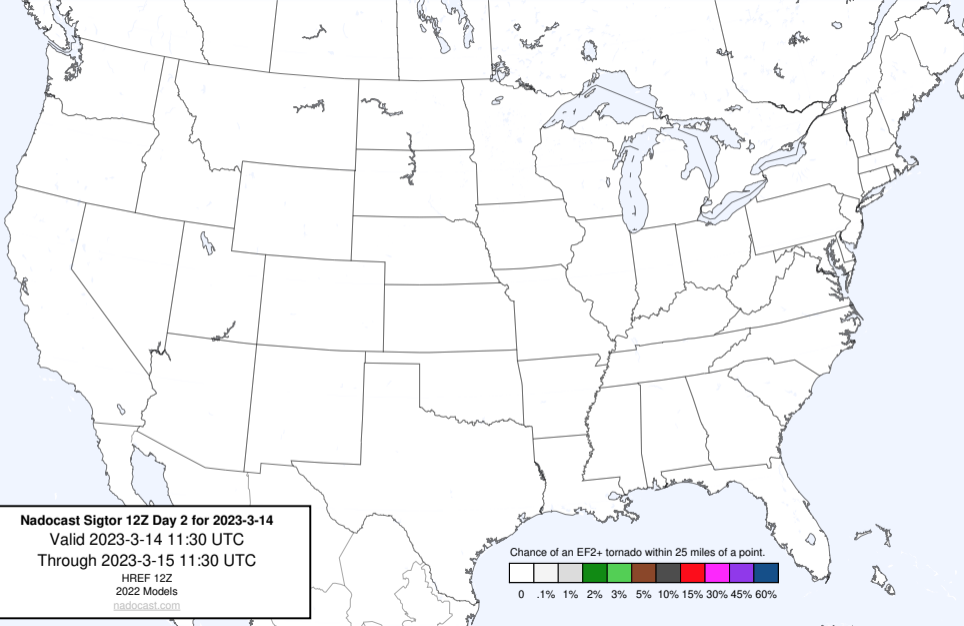 Nadocast Sigtor 12Z Day 2 for 2023-3-14
Valid 2023-3-14 11:30 UTC
Through 2023-3-15 11:30 UTC
HREF 12Z
2022 Models
nadocast.com
Chance of an EF2+ tornado within 25 miles of a point.
0 .1% 1% 2% 3% 5% 10% 15% 30% 45% 60%